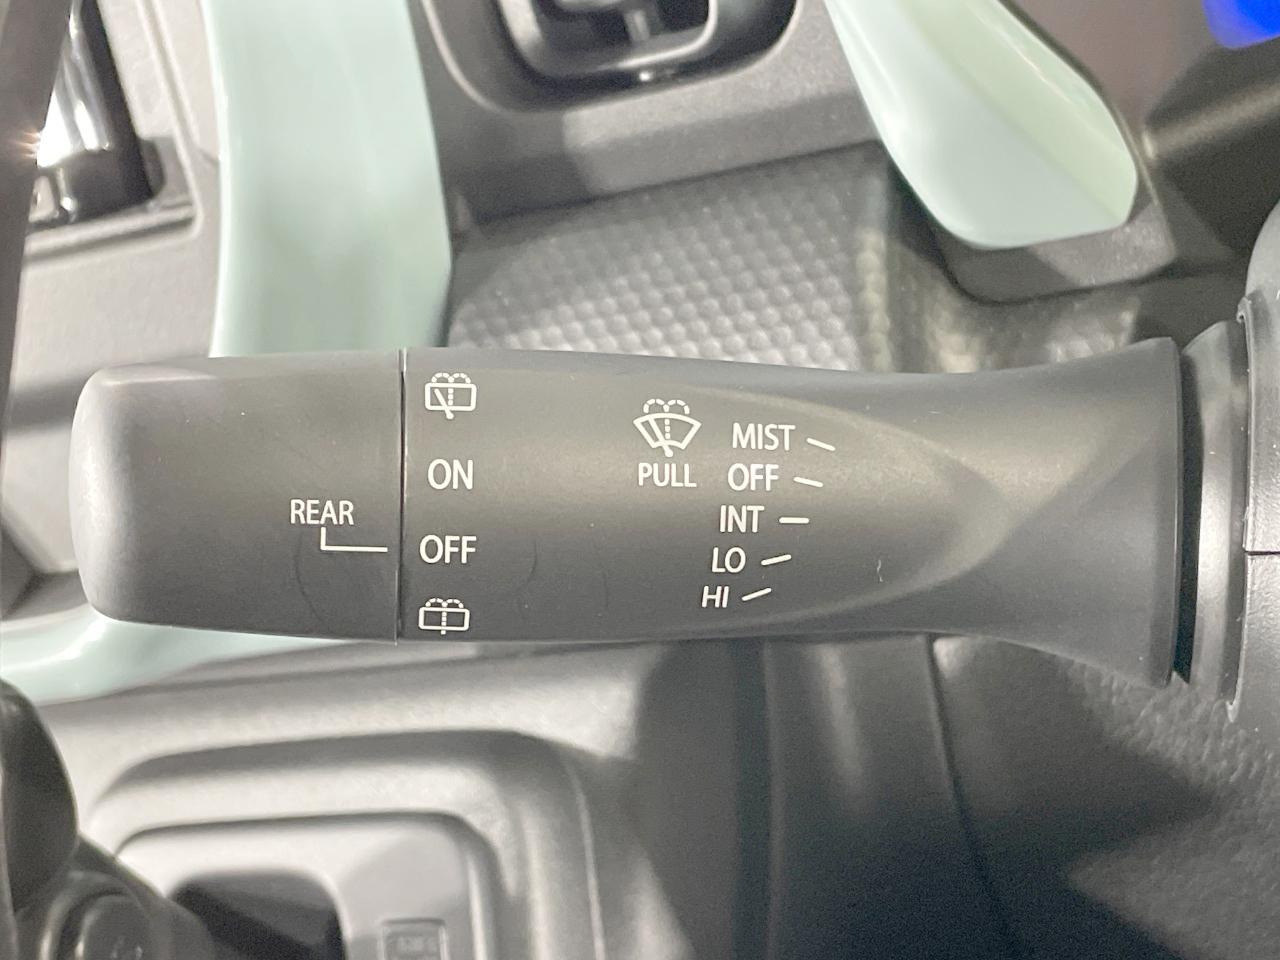 ON
REAR
OFF
PULL
MIST
OFF
INT
LO
HI